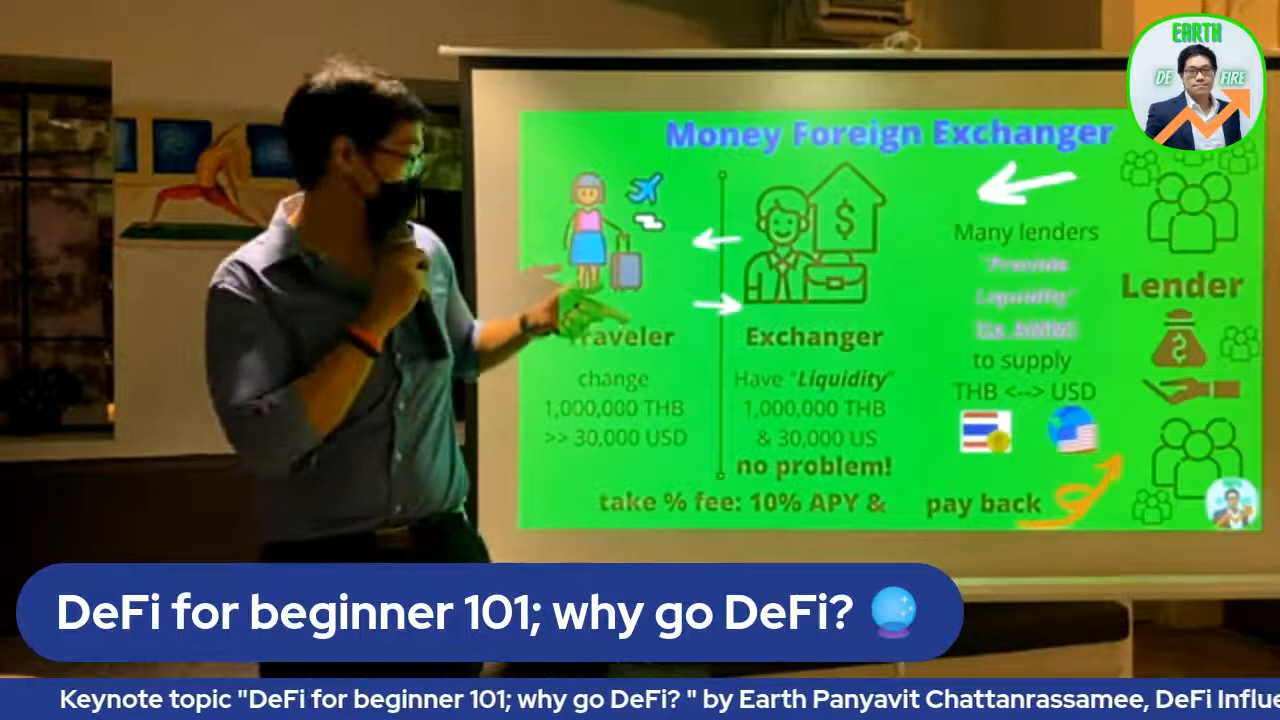 EARTH
DE FIRE
Money Foreign Exchanger
Many lenders
"Provide
Liquidity"
to supply
THB <--> USD
Lender
Traveler
change
1,000,000 THB
>> 30,000 USD
Exchanger
Have "Liquidity"
1,000,000 THB
& 30,000 US
no problem!
take % fee: 10% APY &
pay back
DeFi for beginner 101; why go DeFi?
Keynote topic "DeFi for beginner 101; why go DeFi? " by Earth Panyavit Chattanrassamee, DeFi Influe